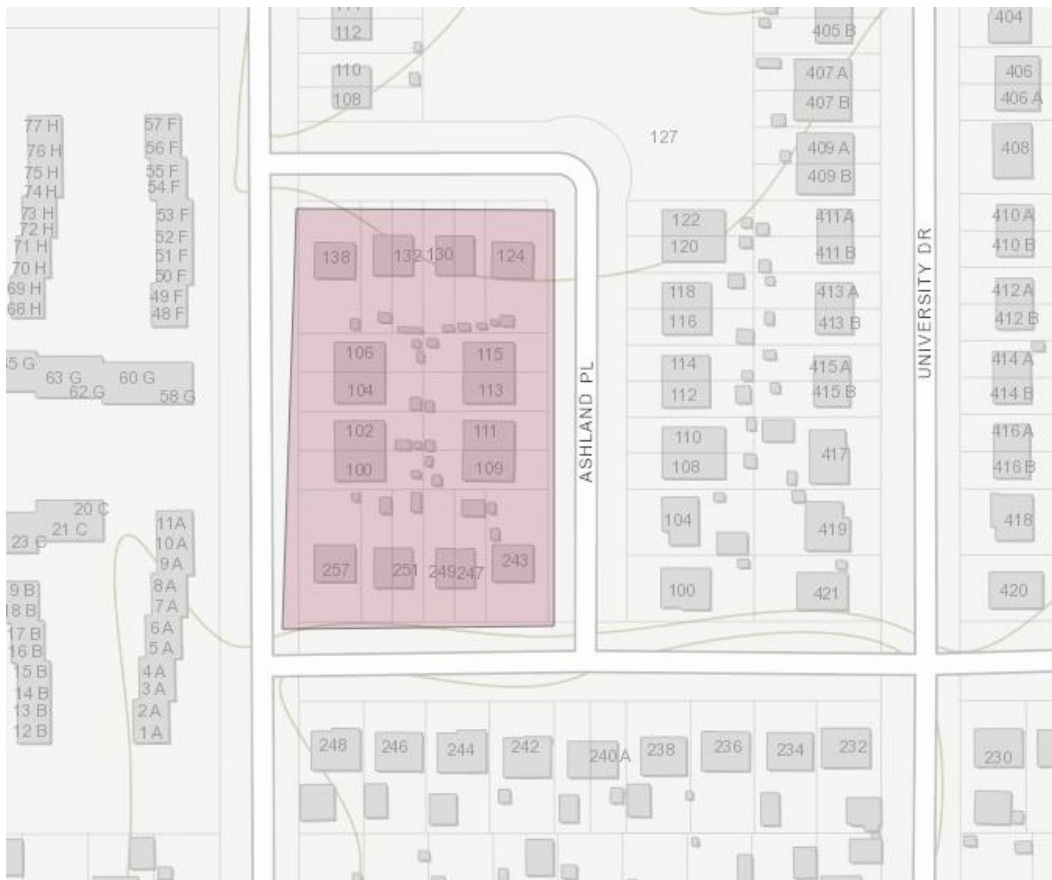 112
110
108
77 H
76 H
75 H
74 H
73 H
72 H
71 H
70 H
69 H
68 H
57 F
56 F
55 F
54 F
53 F
52 F
51 F
50 F
49 F
48 F
63 G
62 G
60 G
58 G
20 C
21 C
23 C
11 A
10 A
9 A
8 A
7 A
6 A
5 A
4 A
3 A
2 A
1 A
9 B
18 B
17 B
16 B
15 B
14 B
13 B
12 B
138
132
130
124
106
104
115
113
102
100
111
109
257
251
249
247
243
ASHLAND PL
127
122
120
118
116
114
112
110
108
104
100
405 B
407 A
407 B
409 A
409 B
411 A
411 B
413 A
413 B
415 A
415 B
417
419
421
UNIVERSITY DR
404
406
406 A
408
410 A
410 B
412 A
412 B
414 A
414 B
416 A
416 B
418
420
248
246
244
242
240 A
238
236
234
232
230